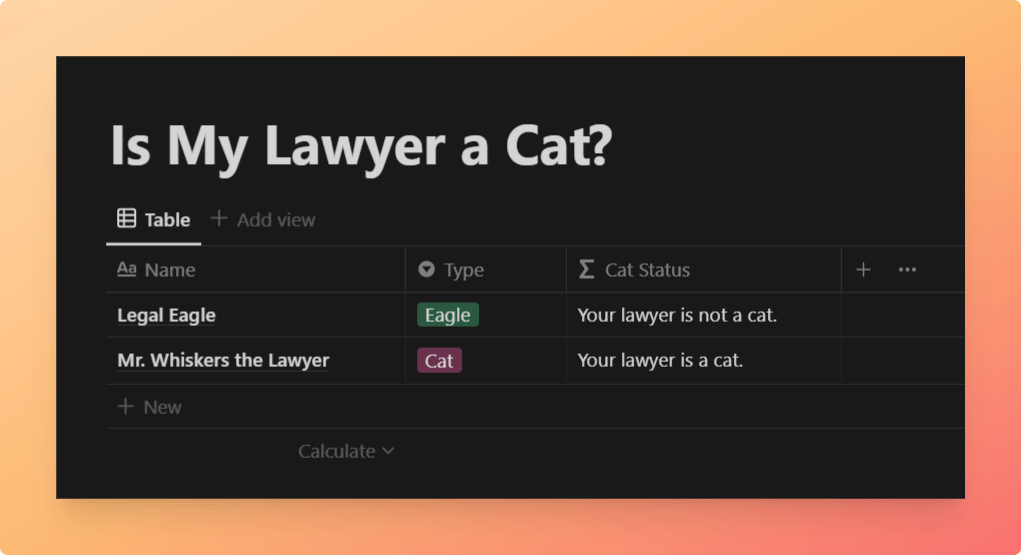 Is My Lawyer a Cat?
Table + Add view
Aa Name Type Σ Cat Status + •••
Legal Eagle Eagle Your lawyer is not a cat.
Mr. Whiskers the Lawyer Cat Your lawyer is a cat.
+ New
Calculate